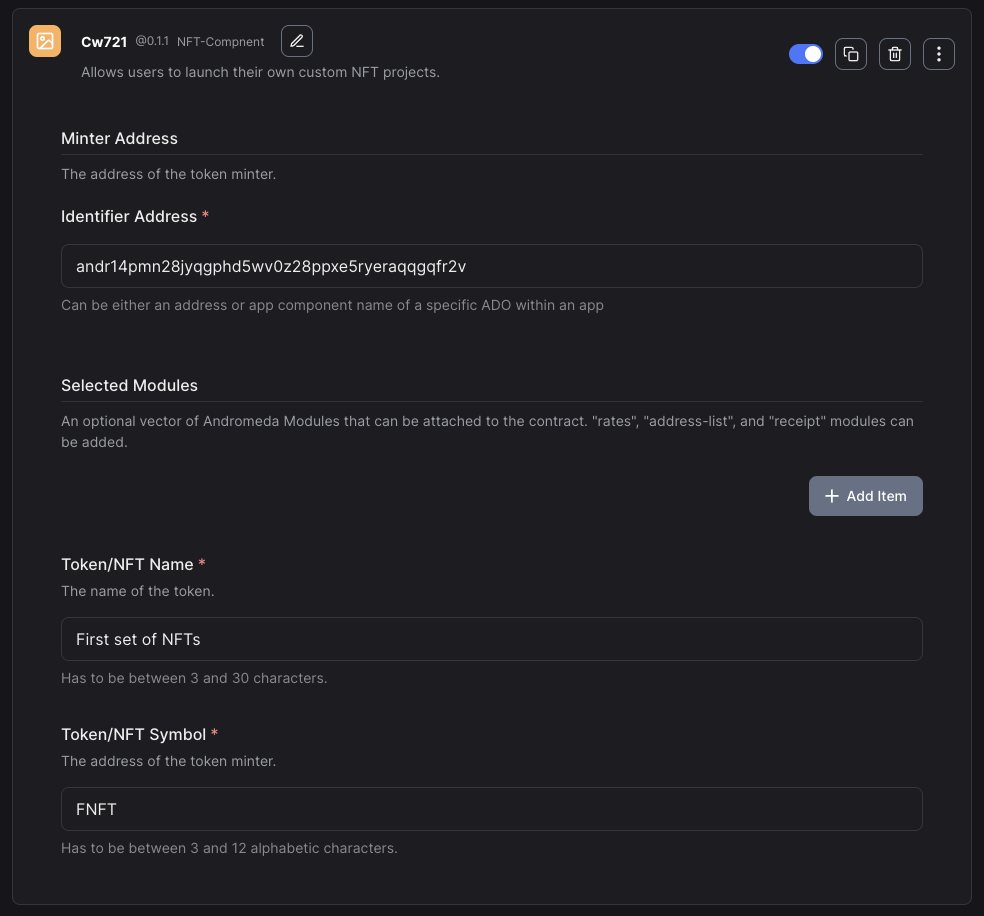 Cw721 @0.1.1 NFT-Compnent
Allows users to launch their own custom NFT projects.
Minter Address
The address of the token minter.
Identifier Address *
andr14pmn28jyqgphd5wv0z28ppxe5ryeraqqgqfr2v
Can be either an address or app component name of a specific ADO within an app
Selected Modules
An optional vector of Andromeda Modules that can be attached to the contract. "rates", "address-list", and "receipt" modules can
be added.
Add Item
Token/NFT Name *
The name of the token.
First set of NFTs
Has to be between 3 and 30 characters.
Token/NFT Symbol *
The address of the token minter.
FNFT
Has to be between 3 and 12 alphabetic characters.